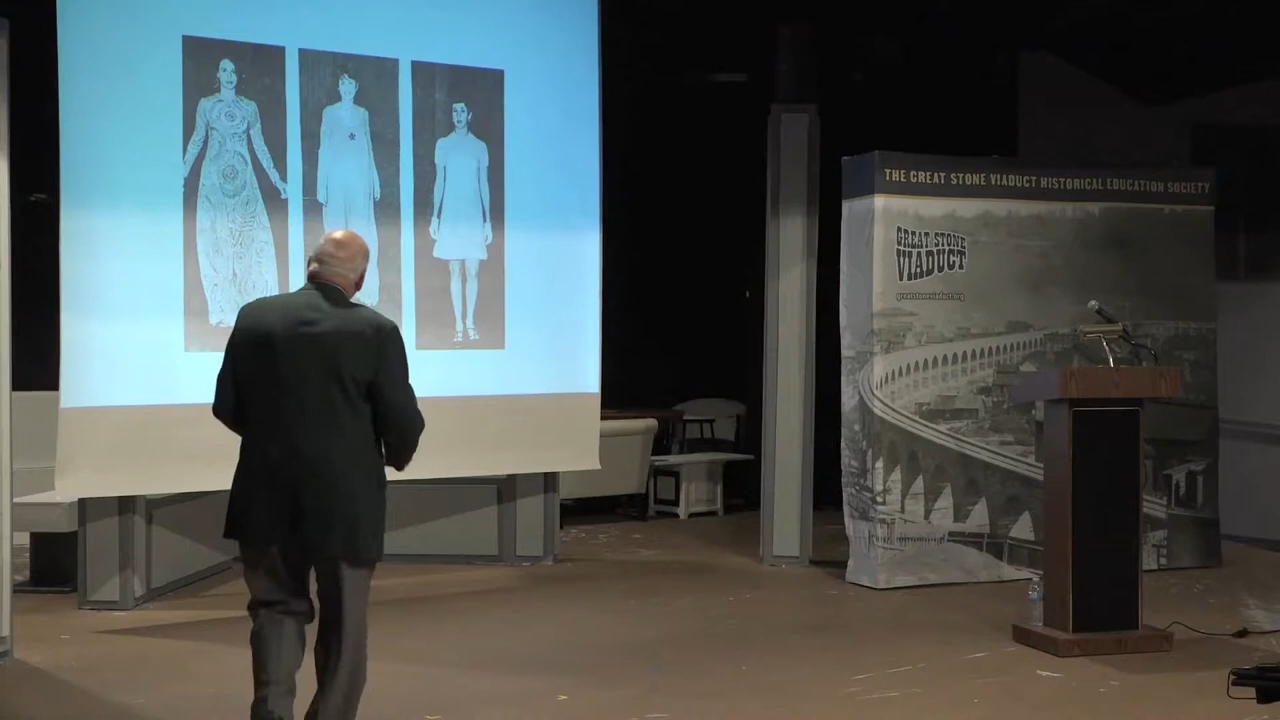 THE GREAT STONE VIADUCT HISTORICAL EDUCATION SOCIETY
GREAT STONE
VIADUCT
greatstoneviaduct.org